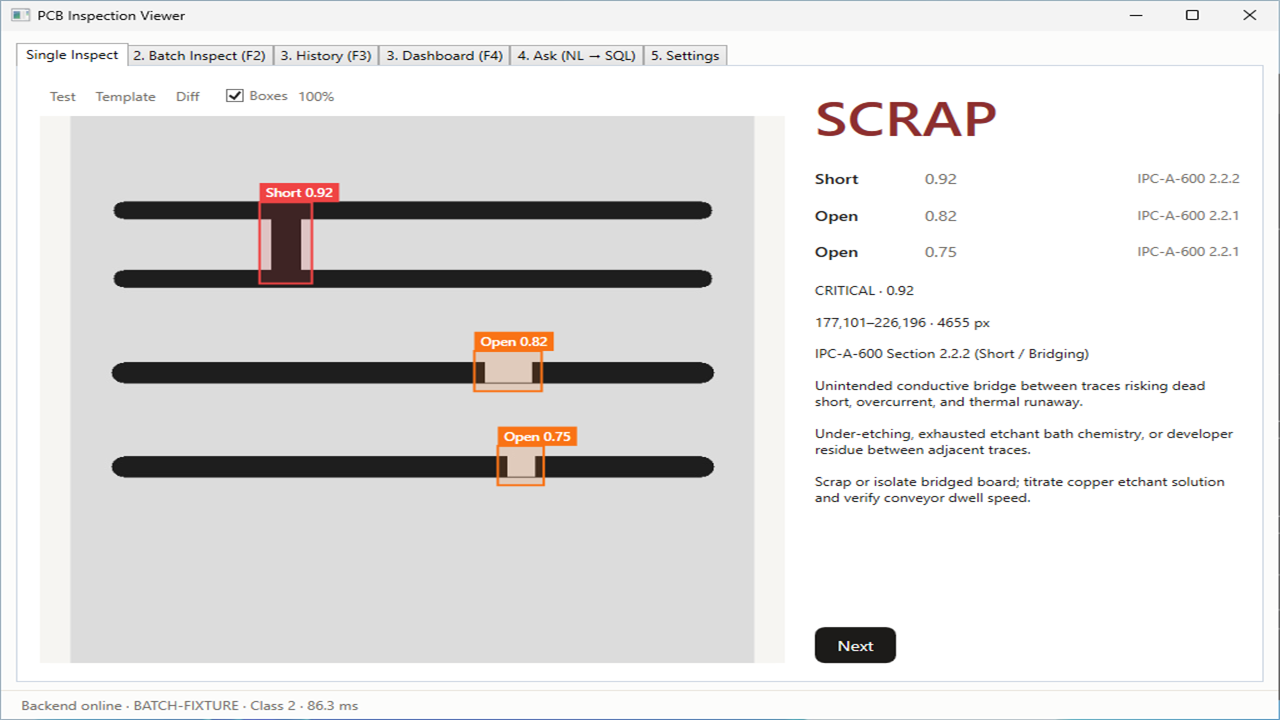 PCB Inspection Viewer
Single Inspect
2. Batch Inspect (F2)
3. History (F3)
3. Dashboard (F4)
4. Ask (NL → SQL)
5. Settings
Test Template Diff Boxes 100%
Short 0.92
Open 0.82
Open 0.75
SCRAP
Short 0.92 IPC-A-600 2.2.2
Open 0.82 IPC-A-600 2.2.1
Open 0.75 IPC-A-600 2.2.1
CRITICAL · 0.92
177,101–226,196 · 4655 px
IPC-A-600 Section 2.2.2 (Short / Bridging)
Unintended conductive bridge between traces risking dead
short, overcurrent, and thermal runaway.
Under-etching, exhausted etchant bath chemistry, or developer
residue between adjacent traces.
Scrap or isolate bridged board; titrate copper etchant solution
and verify conveyor dwell speed.
Next
Backend online · BATCH-FIXTURE · Class 2 · 86.3 ms